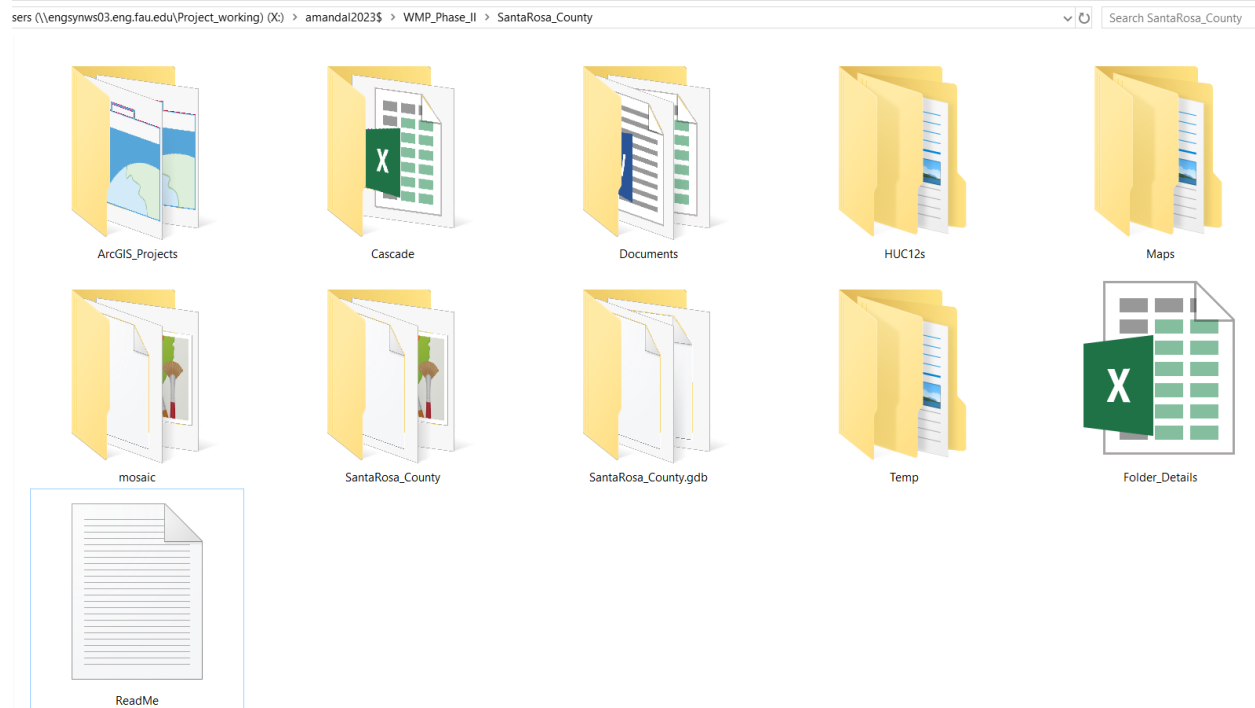 sers (\\engsynws03.eng.fau.edu\Project_working) (X:) > amandal2023$ > WMP_Phase_II > SantaRosa_County
Search SantaRosa_County
ArcGIS_Projects
Cascade
Documents
HUC12s
Maps
mosaic
SantaRosa_County
SantaRosa_County.gdb
Temp
Folder_Details
ReadMe